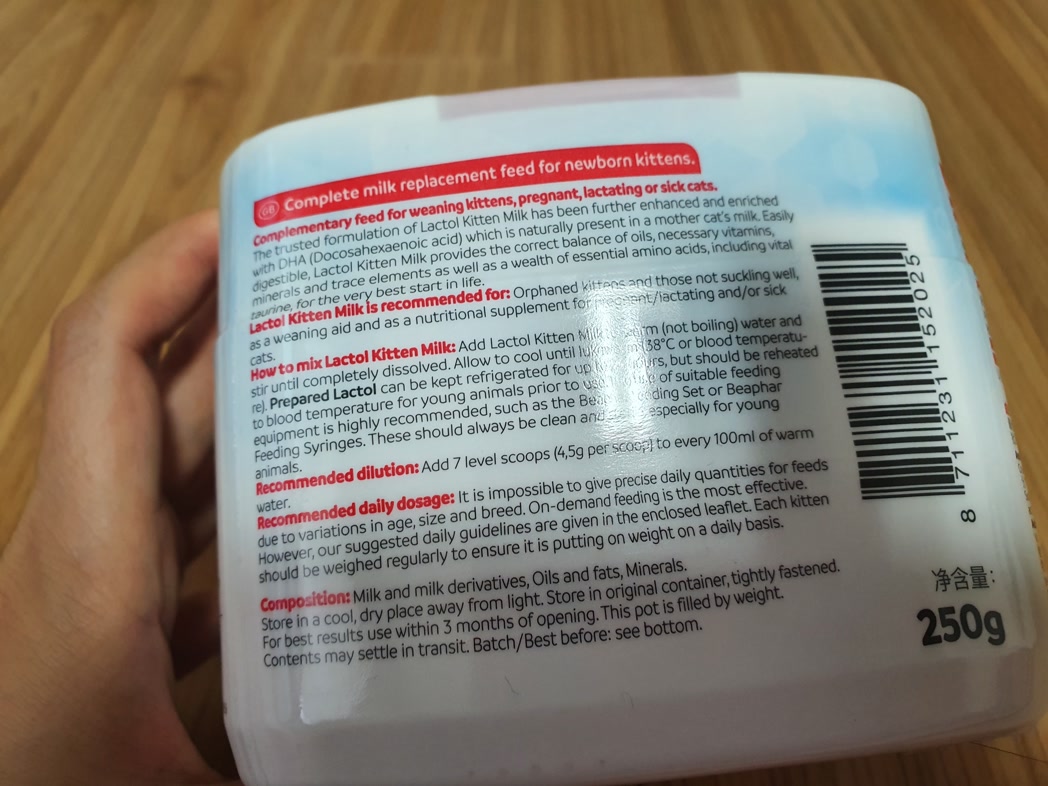 GB Complete milk replacement feed for newborn kittens.
Complementary feed for weaning kittens, pregnant, lactating or sick cats.
The trusted formulation of Lactol Kitten Milk has been further enhanced and enriched
with DHA (Docosahexaenoic acid) which is naturally present in a mother cat's milk. Easily
digestible, Lactol Kitten Milk provides the correct balance of oils, necessary vitamins,
minerals and trace elements as well as a wealth of essential amino acids, including vital
taurine, for the very best start in life.
Lactol Kitten Milk is recommended for: Orphaned kittens and those not suckling well,
as a weaning aid and as a nutritional supplement for pregnant/lactating and/or sick
cats.
How to mix Lactol Kitten Milk: Add Lactol Kitten Milk warm (not boiling) water and
stir until completely dissolved. Allow to cool until 38°C or blood temperatu-
re). Prepared Lactol can be kept refrigerated for up, but should be reheated
to blood temperature for young animals prior to of suitable feeding
equipment is highly recommended, such as the Feeding Set or Beaphar
Feeding Syringes. These should always be clean and especially for young
animals.
Recommended dilution: Add 7 level scoops (4,5g per scoop) to every 100ml of warm
water.
Recommended daily dosage: It is impossible to give precise daily quantities for feeds
due to variations in age, size and breed. On-demand feeding is the most effective.
However, our suggested daily guidelines are given in the enclosed leaflet. Each kitten
should be weighed regularly to ensure it is putting on weight on a daily basis.
Composition: Milk and milk derivatives, Oils and fats, Minerals.
Store in a cool, dry place away from light. Store in original container, tightly fastened.
For best results use within 3 months of opening. This pot is filled by weight.
Contents may settle in transit. Batch/Best before: see bottom.
8 711231 152025
净含量:
250g